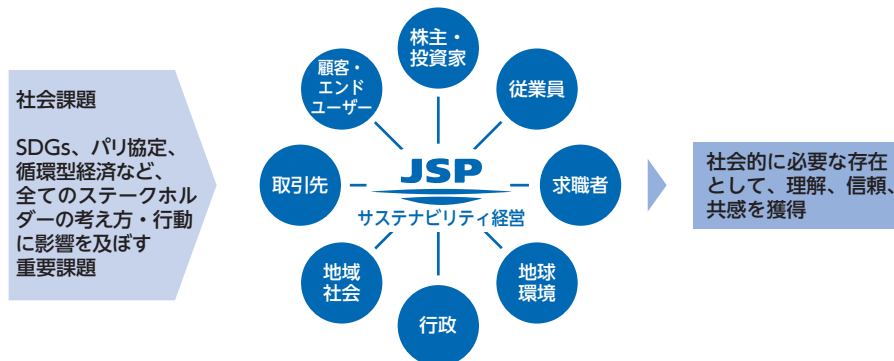 社会課題
SDGs、パリ協定、
循環型経済など、
全てのステークホル
ダーの考え方・行動
に影響を及ぼす
重要課題
株主・
投資家
顧客・
エンド
ユーザー
従業員
取引先
JSP
サステナビリティ経営
求職者
地域
社会
地球
環境
行政
社会的に必要な存在
として、理解、信頼、
共感を獲得